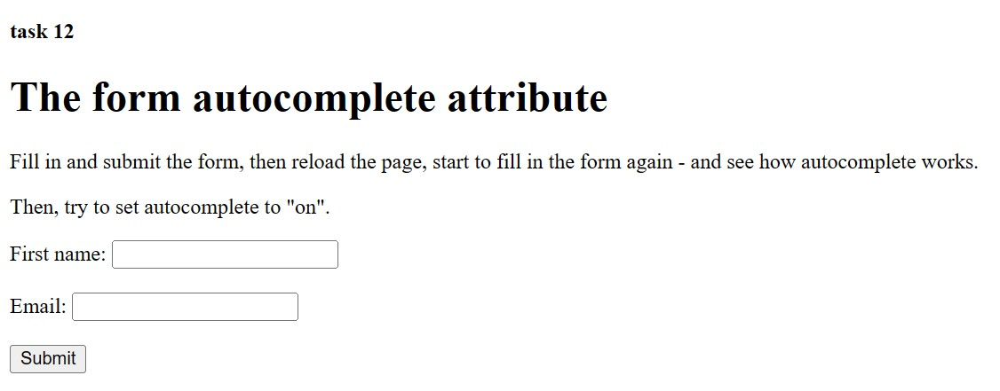 task 12
The form autocomplete attribute
Fill in and submit the form, then reload the page, start to fill in the form again - and see how autocomplete works.
Then, try to set autocomplete to "on".
First name:
Email:
Submit